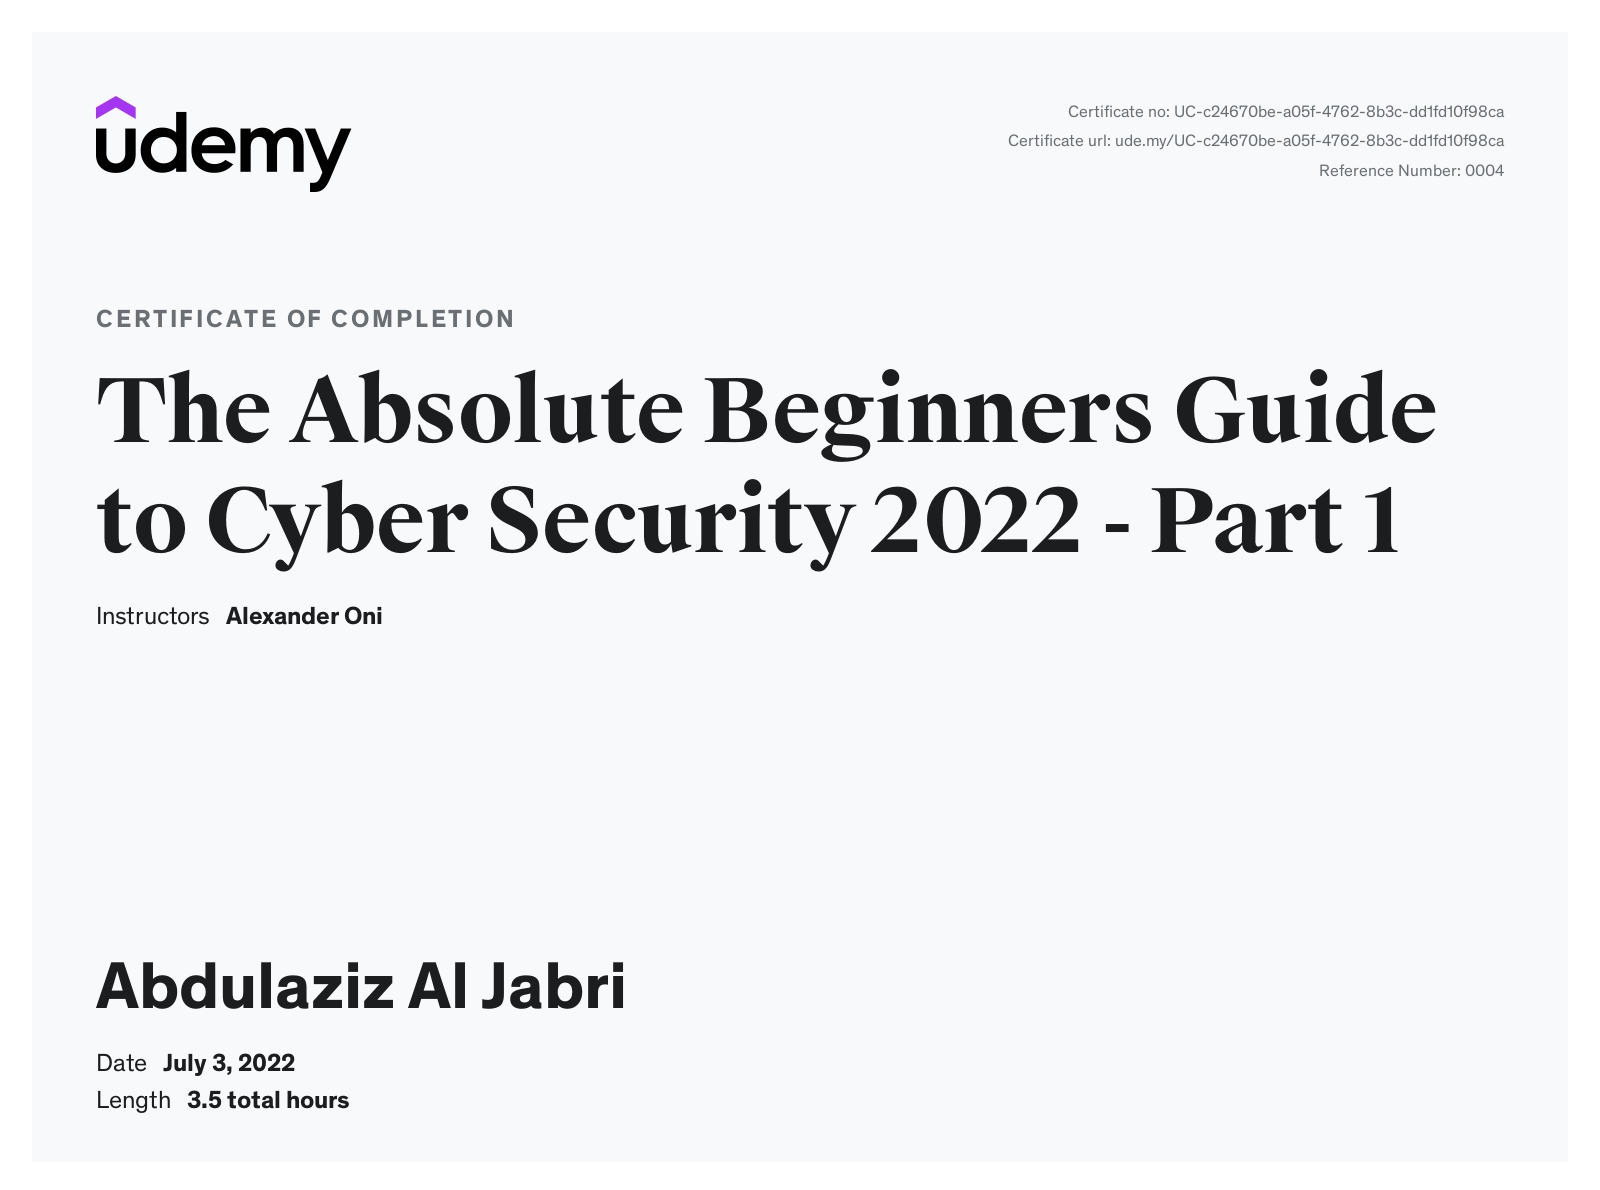 udemy
Certificate no: UC-c24670be-a05f-4762-8b3c-dd1fd10f98ca
Certificate url: ude.my/UC-c24670be-a05f-4762-8b3c-dd1fd10f98ca
Reference Number: 0004
CERTIFICATE OF COMPLETION
The Absolute Beginners Guide
to Cyber Security 2022 - Part 1
Instructors Alexander Oni
Abdulaziz Al Jabri
Date July 3, 2022
Length 3.5 total hours